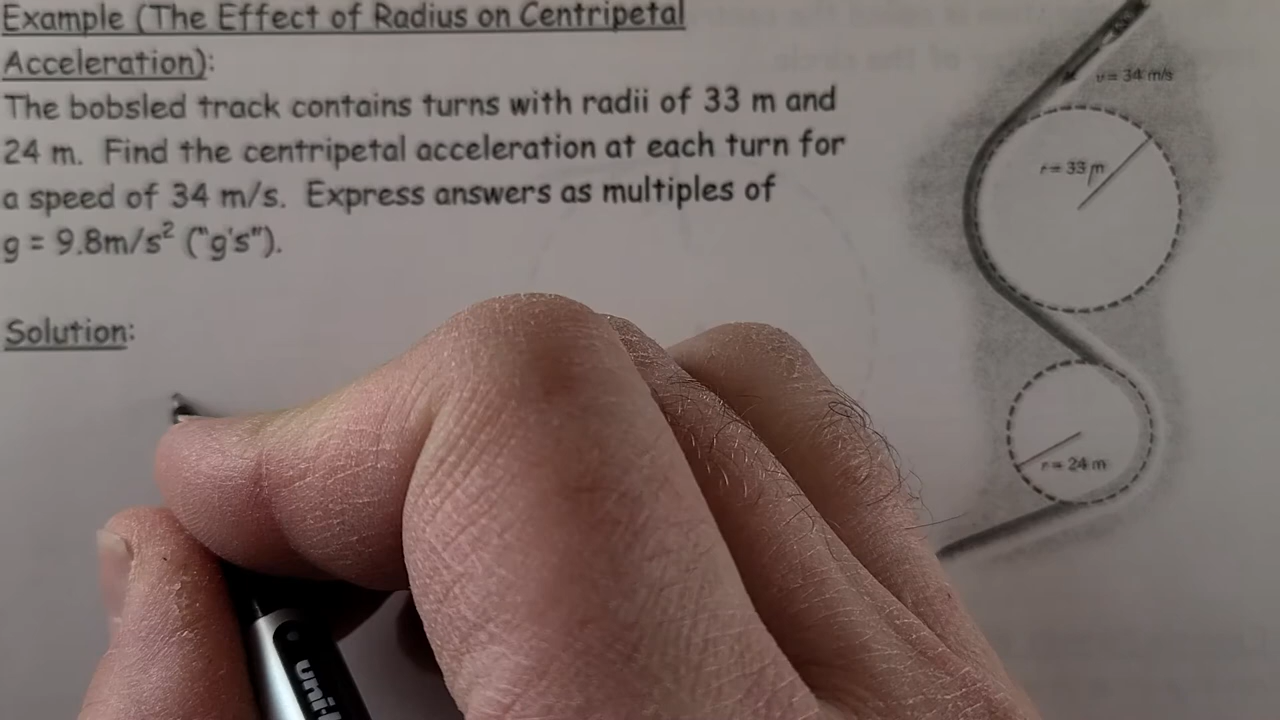 Example (The Effect of Radius on Centripetal
Acceleration):
The bobsled track contains turns with radii of 33 m and
24 m. Find the centripetal acceleration at each turn for
a speed of 34 m/s. Express answers as multiples of
g = 9.8m/s² ("g's").
Solution:
v = 34 m/s
r = 33 m
r = 24 m
uni